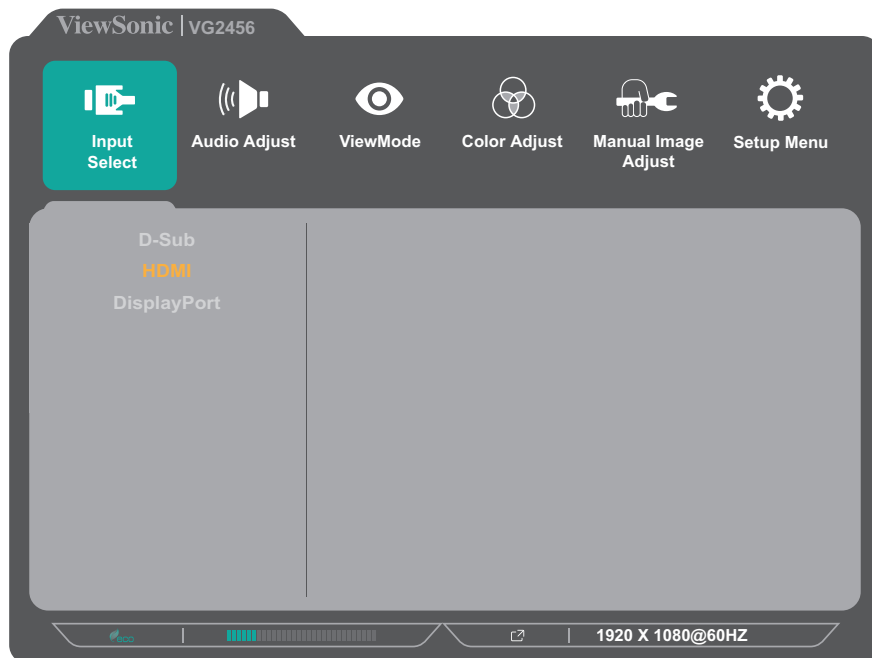 ViewSonic | VG2456
Input
Select
Audio Adjust
ViewMode
Color Adjust
Manual Image
Adjust
Setup Menu
D-Sub
HDMI
DisplayPort
eco
1920 X 1080@60HZ